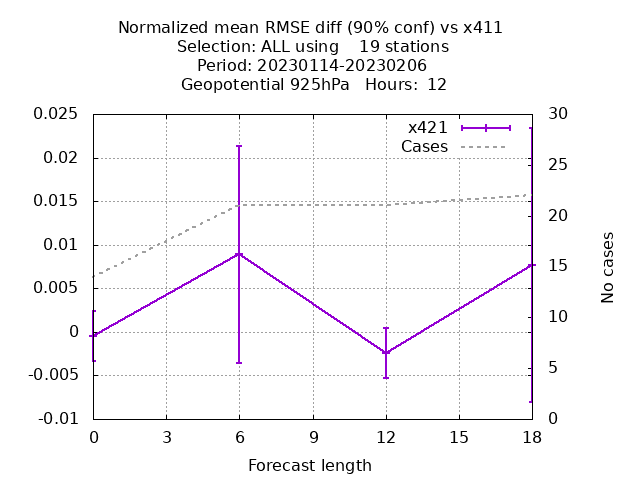 Normalized mean RMSE diff (90% conf) vs x411
Selection: ALL using    19 stations
Period: 20230114-20230206
Geopotential 925hPa   Hours:  12
x421
Cases
0.025
0.02
0.015
0.01
0.005
0
-0.005
-0.01
30
25
20
15
10
5
0
No cases
0 3 6 9 12 15 18
Forecast length